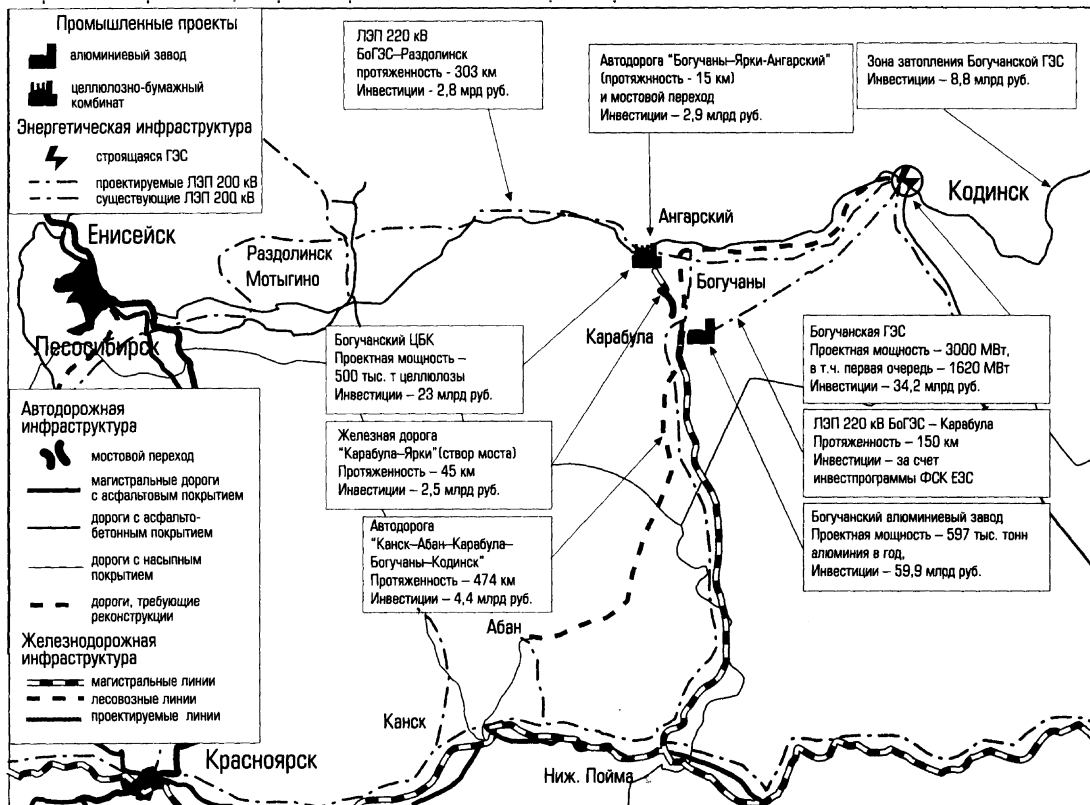 Промышленные проекты
алюминиевый завод
целлюлозно-бумажный
комбинат
Энергетическая инфраструктура
строящаяся ГЭС
проектируемые ЛЭП 200 кВ
существующие ЛЭП 200 кВ
ЛЭП 220 кВ
БоГЭС–Раздолинск
протяженность - 303 км
Инвестиции - 2,8 мрд руб.
Автодорога "Богучаны-Ярки-Ангарский"
(протяжнность - 15 км)
и мостовой переход
Инвестиции – 2,9 млрд руб.
Зона затопления Богучанской ГЭС
Инвестиции – 8,8 млрд руб.
Кодинск
Ангарский
Енисейск
Раздолинск
Мотыгино
Богучаны
Карабула
Лесосибирск
Богучанский ЦБК
Проектная мощность –
500 тыс. т целлюлозы
Инвестиции – 23 млрд руб.
Богучанская ГЭС
Проектная мощность – 3000 МВт,
в т.ч. первая очередь – 1620 МВт
Инвестиции – 34,2 млрд руб.
Железная дорога
"Карабула–Ярки" (створ моста)
Протяженность – 45 км
Инвестиции – 2,5 млрд руб.
ЛЭП 220 кВ БоГЭС – Карабула
Протяженность – 150 км
Инвестиции – за счет
инвестпрограммы ФСК ЕЭС
Автодорога
"Канск–Абан–Карабула–
Богучаны–Кодинск"
Протяженность – 474 км
Инвестиции – 4,4 млрд руб.
Богучанский алюминиевый завод
Проектная мощность – 597 тыс. тонн
алюминия в год,
Инвестиции – 59,9 млрд руб.
Автодорожная
инфраструктура
мостовой переход
магистральные дороги
с асфальтовым покрытием
дороги с асфальто-
бетонным покрытием
дороги с насыпным
покрытием
дороги, требующие
реконструкции
Железнодорожная
инфраструктура
магистральные линии
лесовозные линии
проектируемые линии
Абан
Канск
Красноярск
Ниж. Пойма